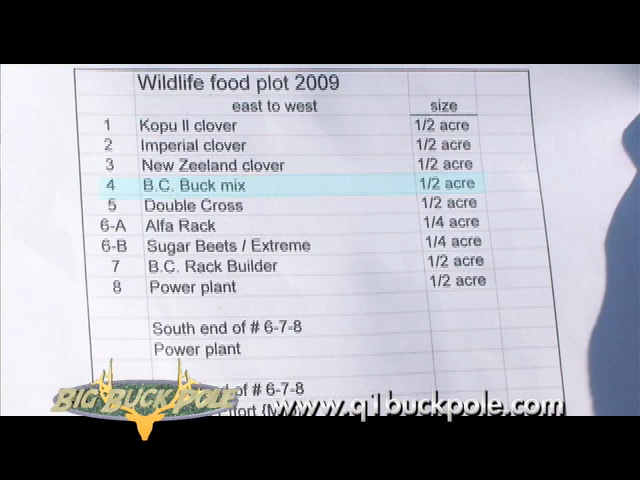 Wildlife food plot 2009
east to west size
1 Kopu II clover 1/2 acre
2 Imperial clover 1/2 acre
3 New Zeeland clover 1/2 acre
4 B.C. Buck mix 1/2 acre
5 Double Cross 1/2 acre
6-A Alfa Rack 1/4 acre
6-B Sugar Beets / Extreme 1/4 acre
7 B.C. Rack Builder 1/2 acre
8 Power plant 1/2 acre
South end of # 6-7-8
Power plant
of # 6-7-8
BIG BUCK POLE
www.q1buckpole.com